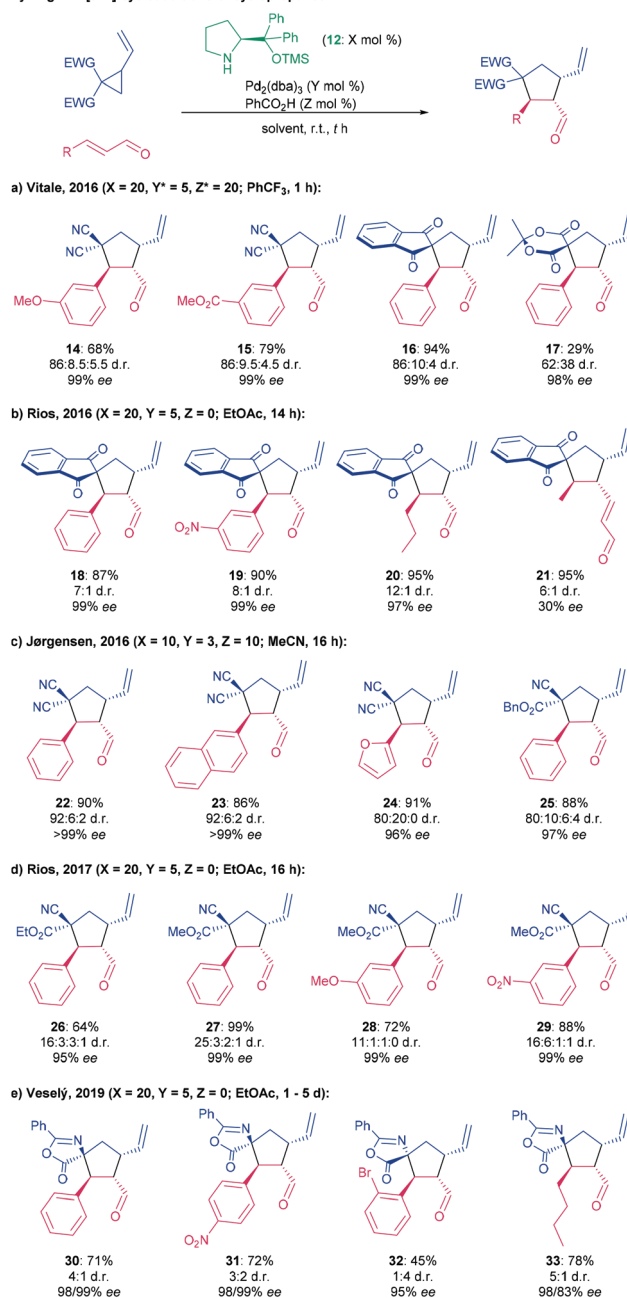 EWG
EWG
R
O
N
H
Ph
Ph
OTMS
(12: X mol %)
Pd2(dba)3 (Y mol %)
PhCO2H (Z mol %)
solvent, r.t., t h
EWG
EWG
R
O
a) Vitale, 2016 (X = 20, Y* = 5, Z* = 20; PhCF3, 1 h):
NC
NC
MeO
O
NC
NC
MeO2C
O
O
O
O
O
O
O
O
O
O
14: 68%
86:8.5:5.5 d.r.
99% ee
15: 79%
86:9.5:4.5 d.r.
99% ee
16: 94%
86:10:4 d.r.
99% ee
17: 29%
62:38 d.r.
98% ee
b) Rios, 2016 (X = 20, Y = 5, Z = 0; EtOAc, 14 h):
O
O
O
O
O
O2N
O
O
O
O
O
O
O
18: 87%
7:1 d.r.
99% ee
19: 90%
8:1 d.r.
99% ee
20: 95%
12:1 d.r.
97% ee
21: 95%
6:1 d.r.
30% ee
c) Jørgensen, 2016 (X = 10, Y = 3, Z = 10; MeCN, 16 h):
NC
NC
O
NC
NC
O
NC
NC
O
O
NC
BnO2C
O
22: 90%
92:6:2 d.r.
>99% ee
23: 86%
92:6:2 d.r.
>99% ee
24: 91%
80:20:0 d.r.
96% ee
25: 88%
80:10:6:4 d.r.
97% ee
d) Rios, 2017 (X = 20, Y = 5, Z = 0; EtOAc, 16 h):
NC
EtO2C
O
NC
MeO2C
O
NC
MeO2C
MeO
O
NC
MeO2C
O2N
O
26: 64%
16:3:3:1 d.r.
95% ee
27: 99%
25:3:2:1 d.r.
99% ee
28: 72%
11:1:1:0 d.r.
99% ee
29: 88%
16:6:1:1 d.r.
99% ee
e) Veselý, 2019 (X = 20, Y = 5, Z = 0; EtOAc, 1 - 5 d):
Ph
N
O
O
O
Ph
N
O
O
NO2
O
Ph
N
O
O
Br
O
Ph
N
O
O
O
30: 71%
4:1 d.r.
98/99% ee
31: 72%
3:2 d.r.
98/99% ee
32: 45%
1:4 d.r.
95% ee
33: 78%
5:1 d.r.
98/83% ee